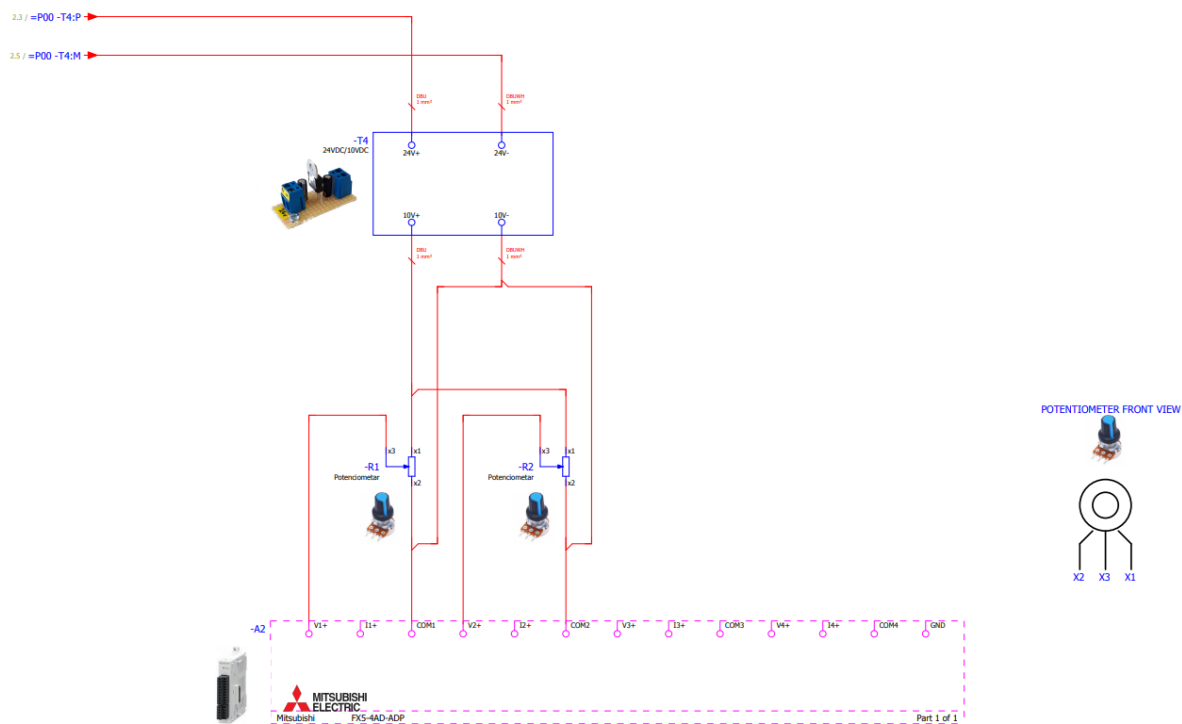 2.3 / =P00 -T4:P
2.5 / =P00 -T4:M
DBU
1 mm²
DBUWH
1 mm²
-T4
24VDC/10VDC
24V+
24V-
10V+
10V-
DBU
1 mm²
DBUWH
1 mm²
POTENTIOMETER FRONT VIEW
x3
x1
-R1
Potenciometar
x2
x3
x1
-R2
Potenciometar
x2
X2
X3
X1
-A2
V1+
I1+
COM1
V2+
I2+
COM2
V3+
I3+
COM3
V4+
I4+
COM4
GND
MITSUBISHI
ELECTRIC
Mitsubishi
FX5-4AD-ADP
Part 1 of 1